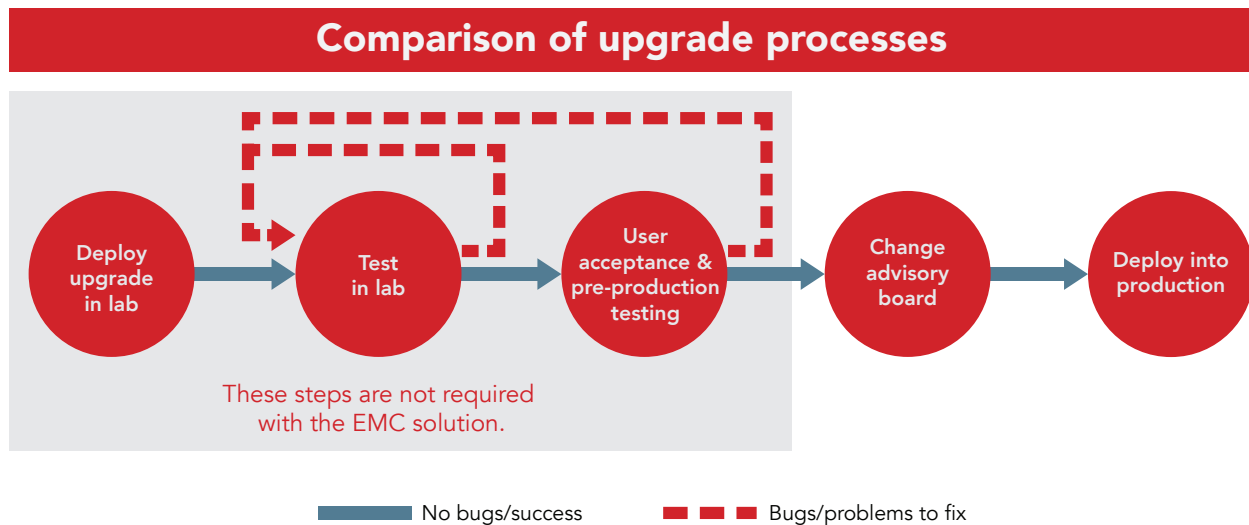 Comparison of upgrade processes
Deploy
upgrade
in lab
Test
in lab
User
acceptance &
pre-production
testing
Change
advisory
board
Deploy into
production
These steps are not required
with the EMC solution.
No bugs/success
Bugs/problems to fix